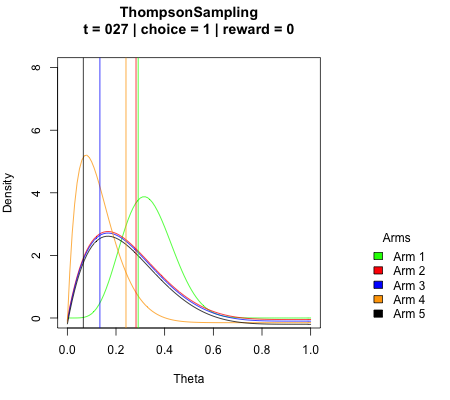 ThompsonSampling
t = 027 | choice = 1 | reward = 0
8
6
4
2
0
Density
0.0
0.2
0.4
0.6
0.8
1.0
Theta
Arms
Arm 1
Arm 2
Arm 3
Arm 4
Arm 5